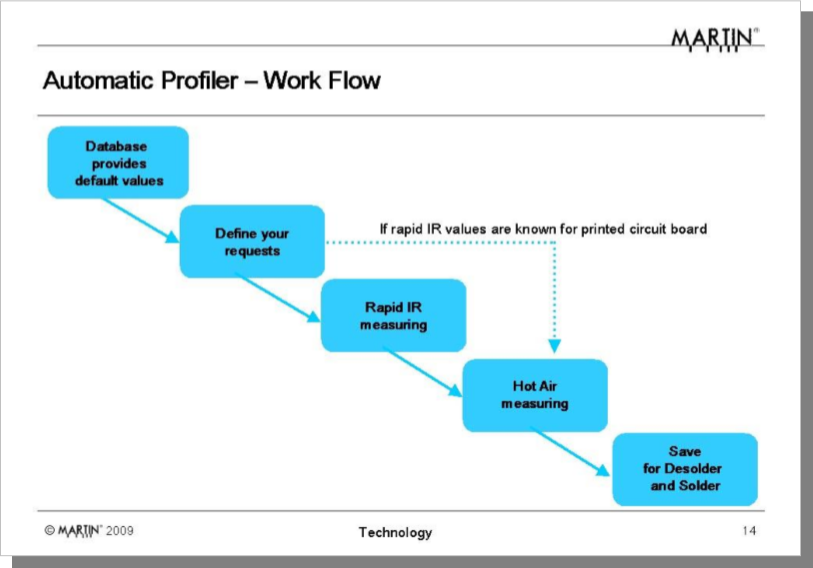 MARTIN®
Automatic Profiler – Work Flow
Database
provides
default values
Define your
requests
If rapid IR values are known for printed circuit board
Rapid IR
measuring
Hot Air
measuring
Save
for Desolder
and Solder
© MARTIN® 2009
Technology
14